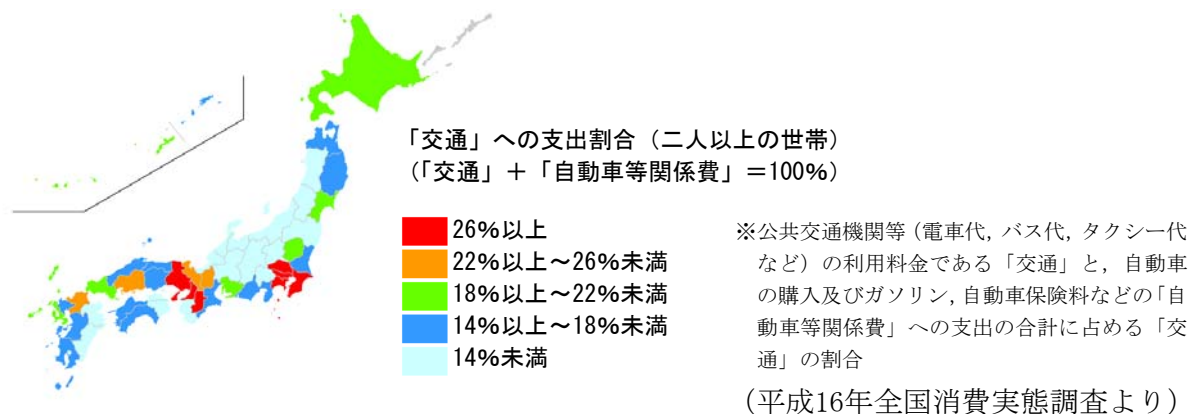 「交通」への支出割合（二人以上の世帯）
（「交通」＋「自動車等関係費」＝100%）
26%以上
22%以上～26%未満
18%以上～22%未満
14%以上～18%未満
14%未満
※公共交通機関等（電車代，バス代，タクシー代
など）の利用料金である「交通」と，自動車
の購入及びガソリン，自動車保険料などの「自
動車等関係費」への支出の合計に占める「交
通」の割合
（平成16年全国消費実態調査より）